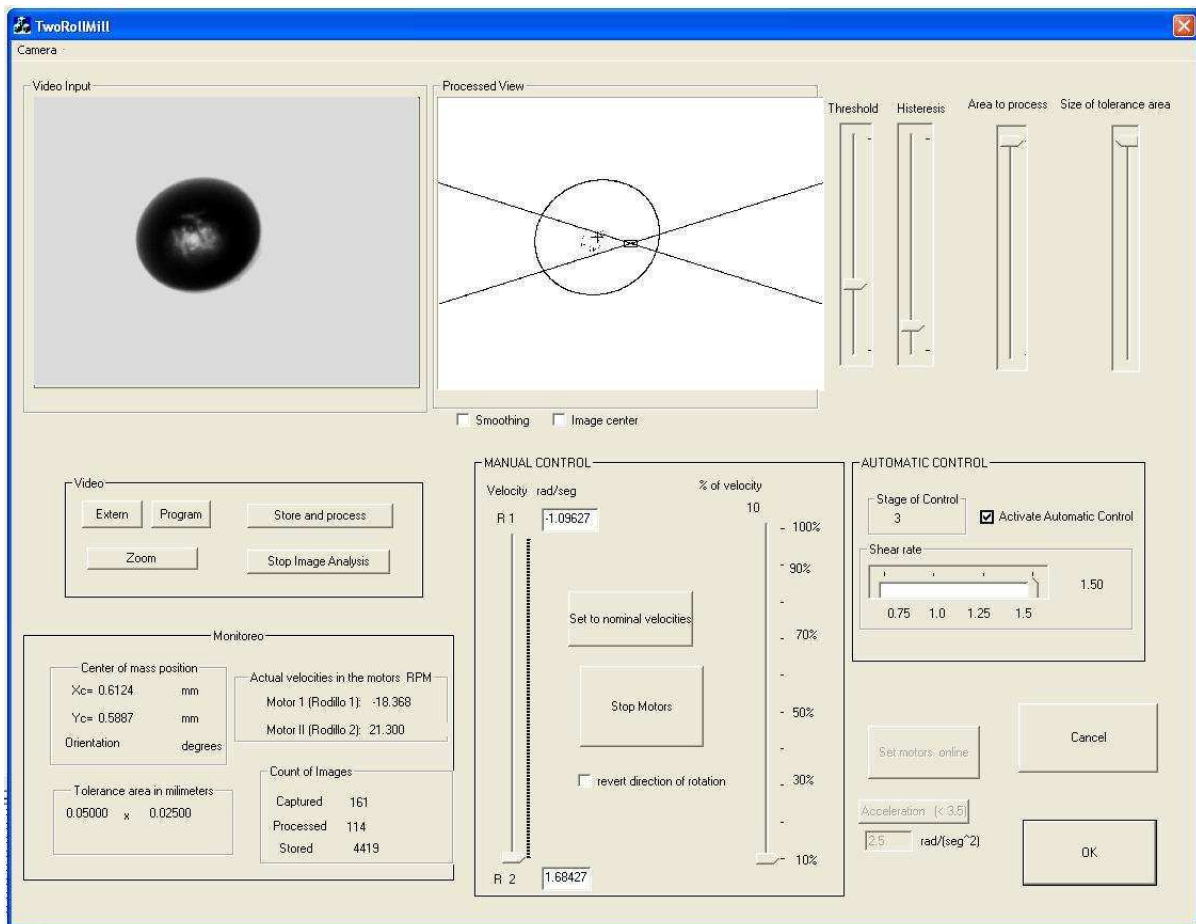 TwoRollMill
Camera
Video Input
Processed View
Threshold
Histeresis
Area to process
Size of tolerance area
Smoothing
Image center
Video
Extern
Program
Store and process
Zoom
Stop Image Analysis
MANUAL CONTROL
Velocity rad/seg
% of velocity
R 1
-1.09627
10
100%
90%
70%
50%
30%
10%
Set to nominal velocities
Stop Motors
revert direction of rotation
R 2
1.68427
AUTOMATIC CONTROL
Stage of Control
3
Activate Automatic Control
Shear rate
1.50
0.75 1.0 1.25 1.5
Monitoreo
Center of mass position
Xc= 0.6124 mm
Yc= 0.5887 mm
Orientation degrees
Actual velocities in the motors RPM
Motor 1 (Rodillo 1): -18.368
Motor II (Rodillo 2): 21.300
Tolerance area in milimeters
0.05000 x 0.02500
Count of Images
Captured 161
Processed 114
Stored 4419
Set motors online
Cancel
Acceleration (< 3.5)
2.5 rad/(seg^2)
OK